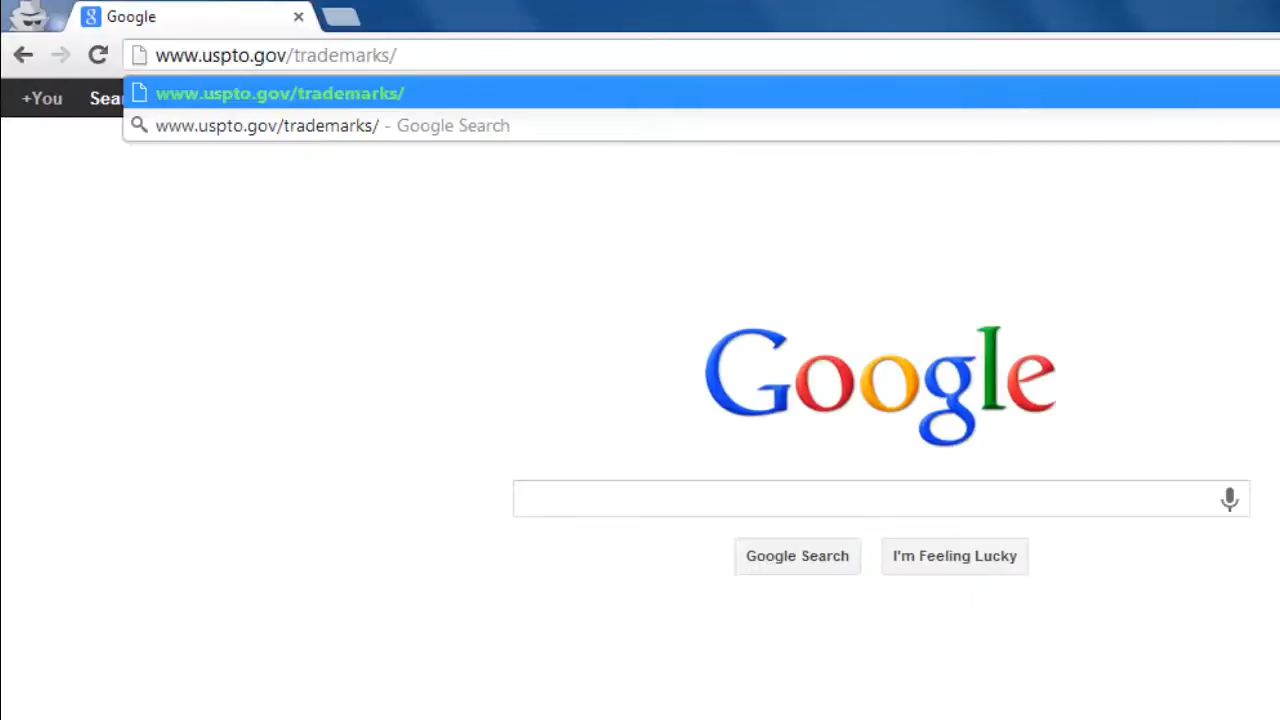 Google
www.uspto.gov/trademarks/
+You
www.uspto.gov/trademarks/
www.uspto.gov/trademarks/ - Google Search
Google
Google Search
I'm Feeling Lucky